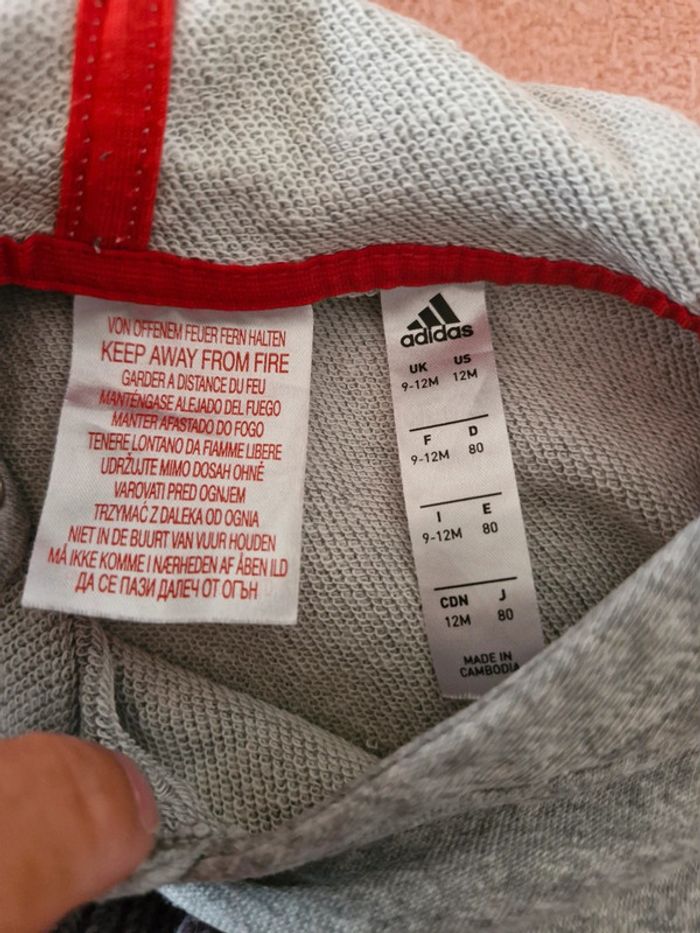 VON OFFENEM FEUER FERN HALTEN
KEEP AWAY FROM FIRE
GARDER A DISTANCE DU FEU
MANTÉNGASE ALEJADO DEL FUEGO
MANTER AFASTADO DO FOGO
TENERE LONTANO DA FIAMME LIBERE
UDRŽUJTE MIMO DOSAH OHNĚ
VAROVATI PRED OGNJEM
TRZYMAĆ Z DALEKA OD OGNIA
NIET IN DE BUURT VAN VUUR HOUDEN
MÅ IKKE KOMME I NÆRHEDEN AF ÅBEN ILD
ДА СЕ ПАЗИ ДАЛЕЧ ОТ ОГЪН
adidas
UK US
9-12M 12M
F D
9-12M 80
I E
9-12M 80
CDN J
12M 80
MADE IN
CAMBODIA